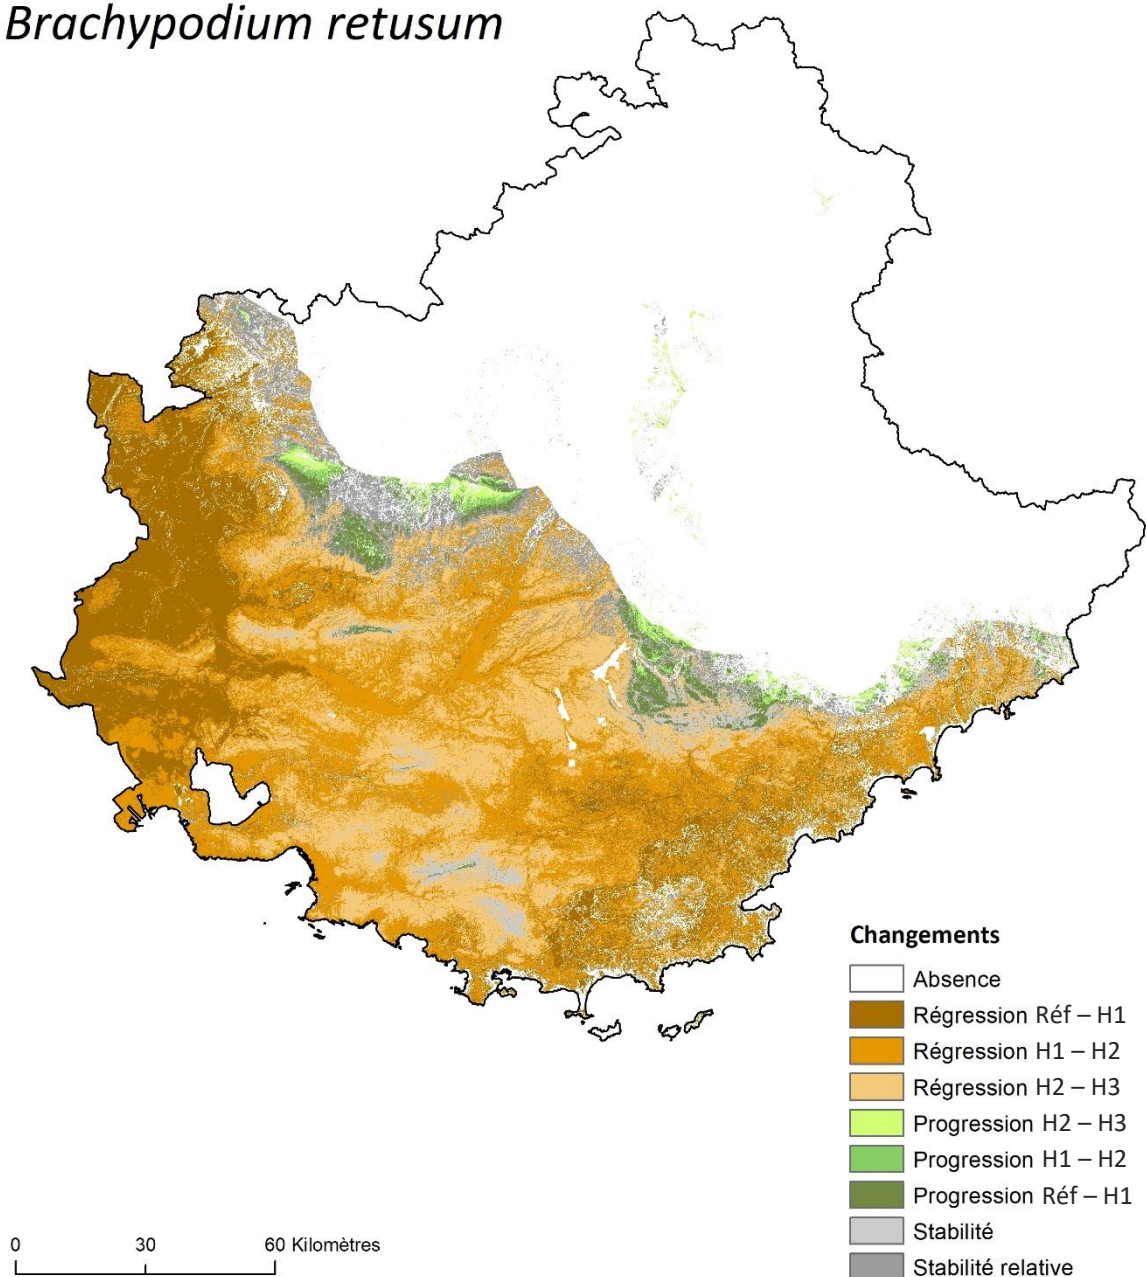 Brachypodium retusum
Changements
Absence
Régression Réf – H1
Régression H1 – H2
Régression H2 – H3
Progression H2 – H3
Progression H1 – H2
Progression Réf – H1
Stabilité
Stabilité relative
0 30 60 Kilomètres